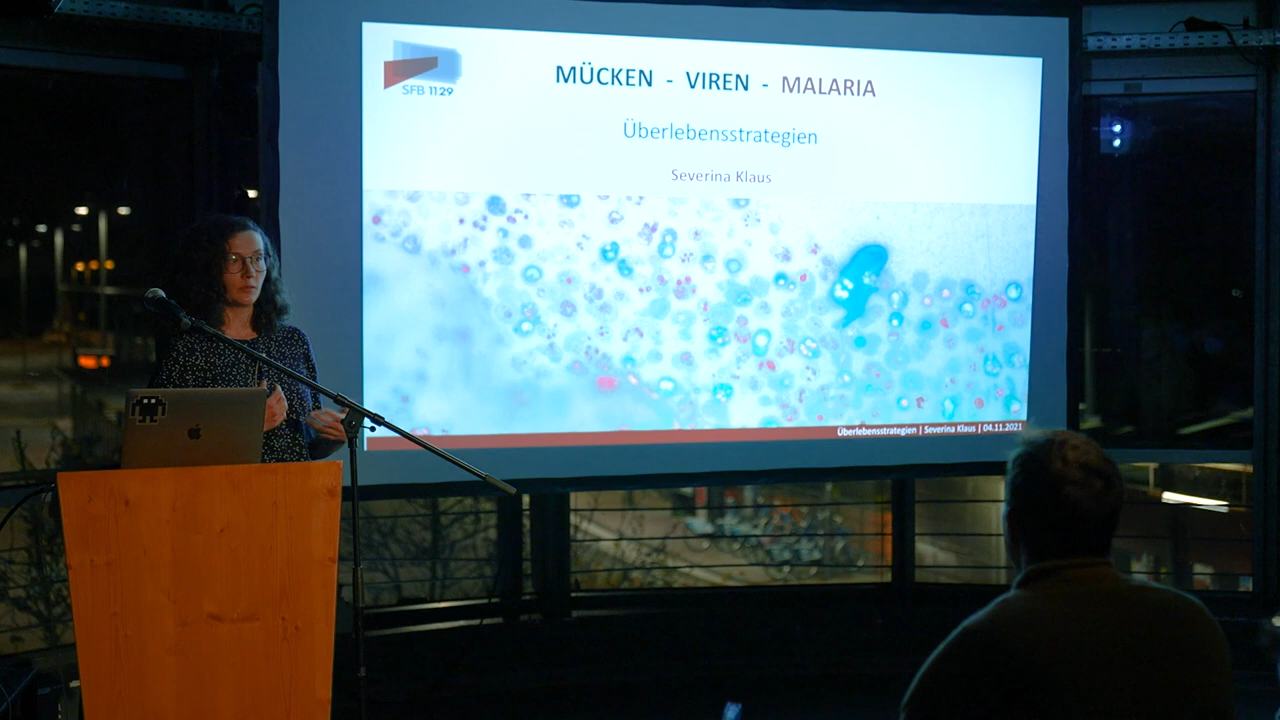 SFB 1129
MÜCKEN - VIREN - MALARIA
Überlebensstrategien
Severina Klaus
Überlebensstrategien | Severina Klaus | 04.11.2021